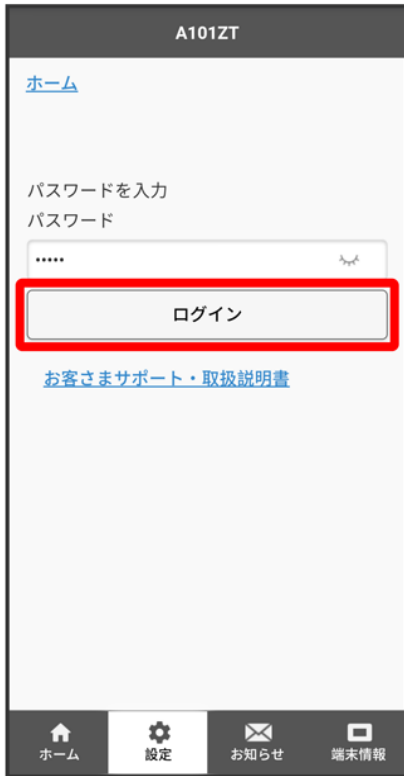 A101ZT
ホーム
パスワードを入力
パスワード
•••••
ログイン
お客さまサポート・取扱説明書
ホーム 設定 お知らせ 端末情報